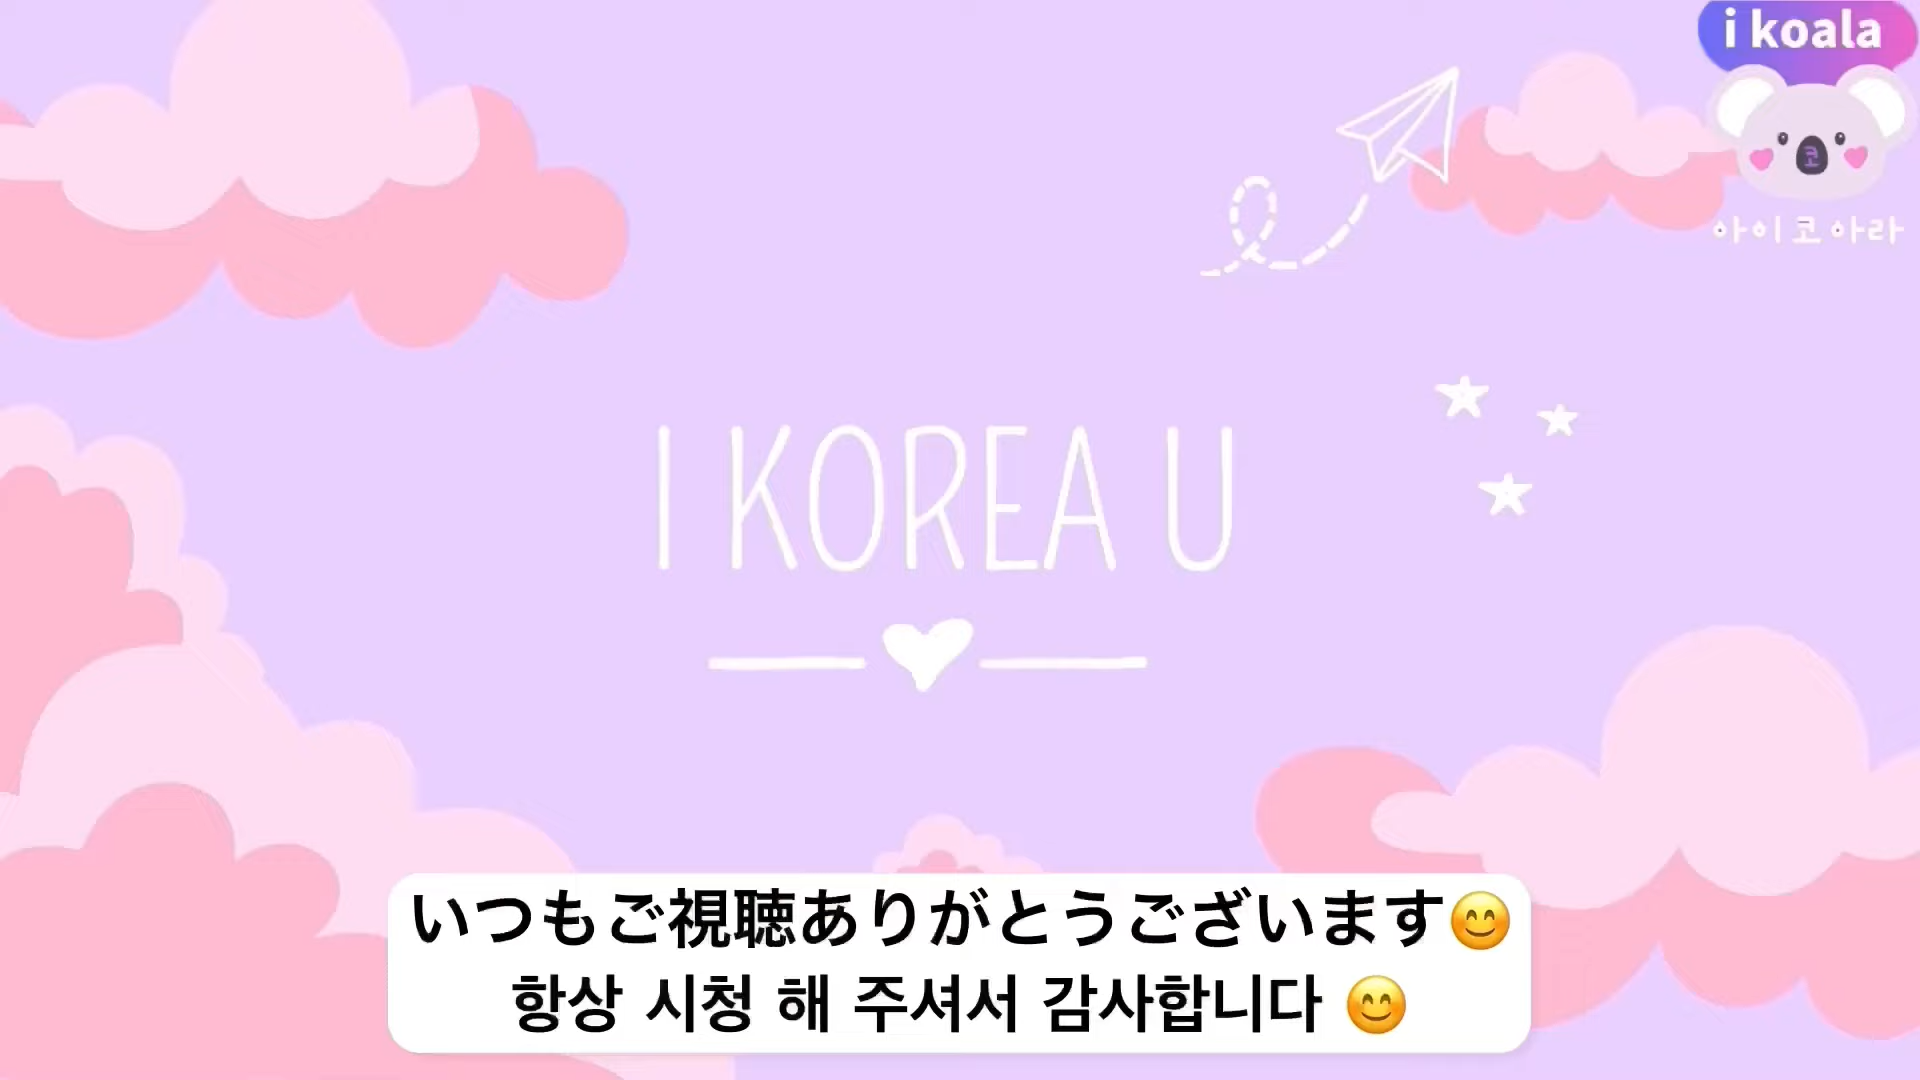 i koala
코
아이코아라
I KOREA U
いつもご視聴ありがとうございます😊
항상 시청 해 주셔서 감사합니다 😊